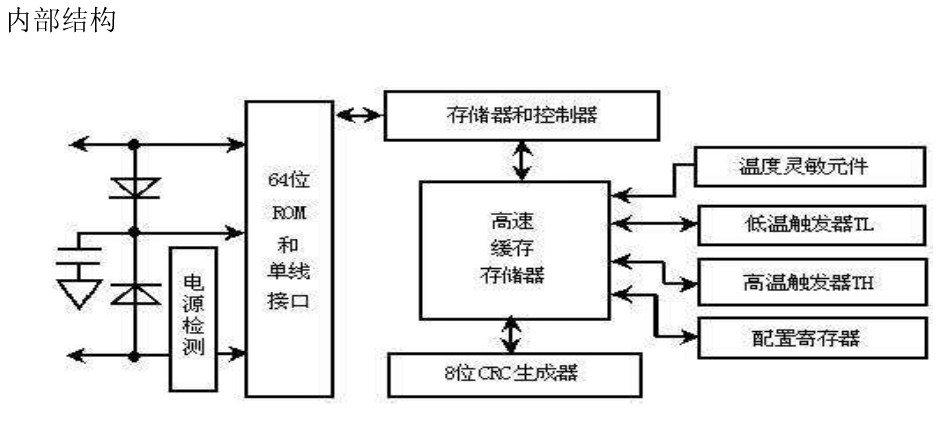 内部结构
64位
ROM
和
单线
接口
电
源
检
测
存储器和控制器
高速
缓存
存储器
8位CRC生成器
温度灵敏元件
低温触发器TL
高温触发器TH
配置寄存器